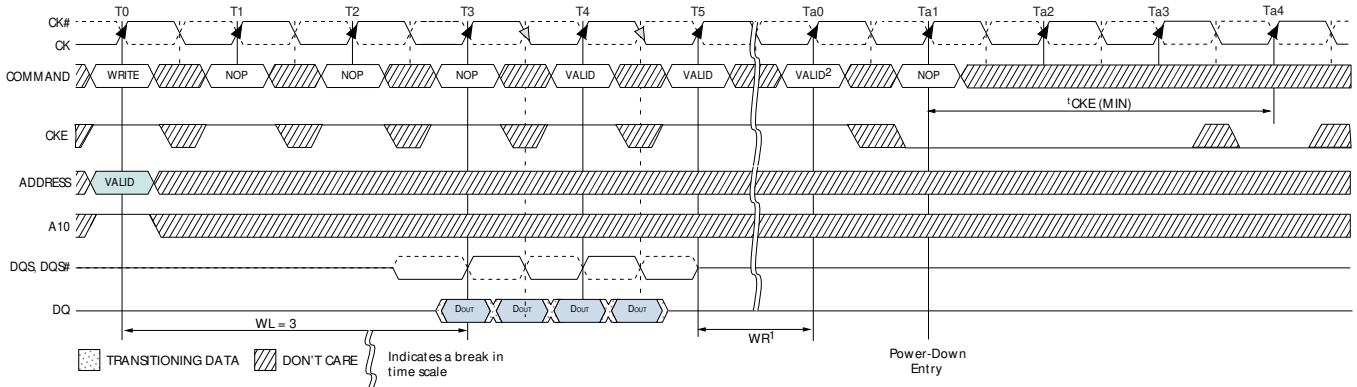 T0 T1 T2 T3 T4 T5 Ta0 Ta1 Ta2 Ta3 Ta4
CK#
CK
COMMAND WRITE NOP NOP NOP VALID VALID VALID2 NOP
tCKE (MIN)
CKE
ADDRESS VALID
A10
DQS, DQS#
DQ DOUT DOUT DOUT DOUT
WL = 3 WR1
TRANSITIONING DATA DON'T CARE Indicates a break in
time scale
Power-Down
Entry